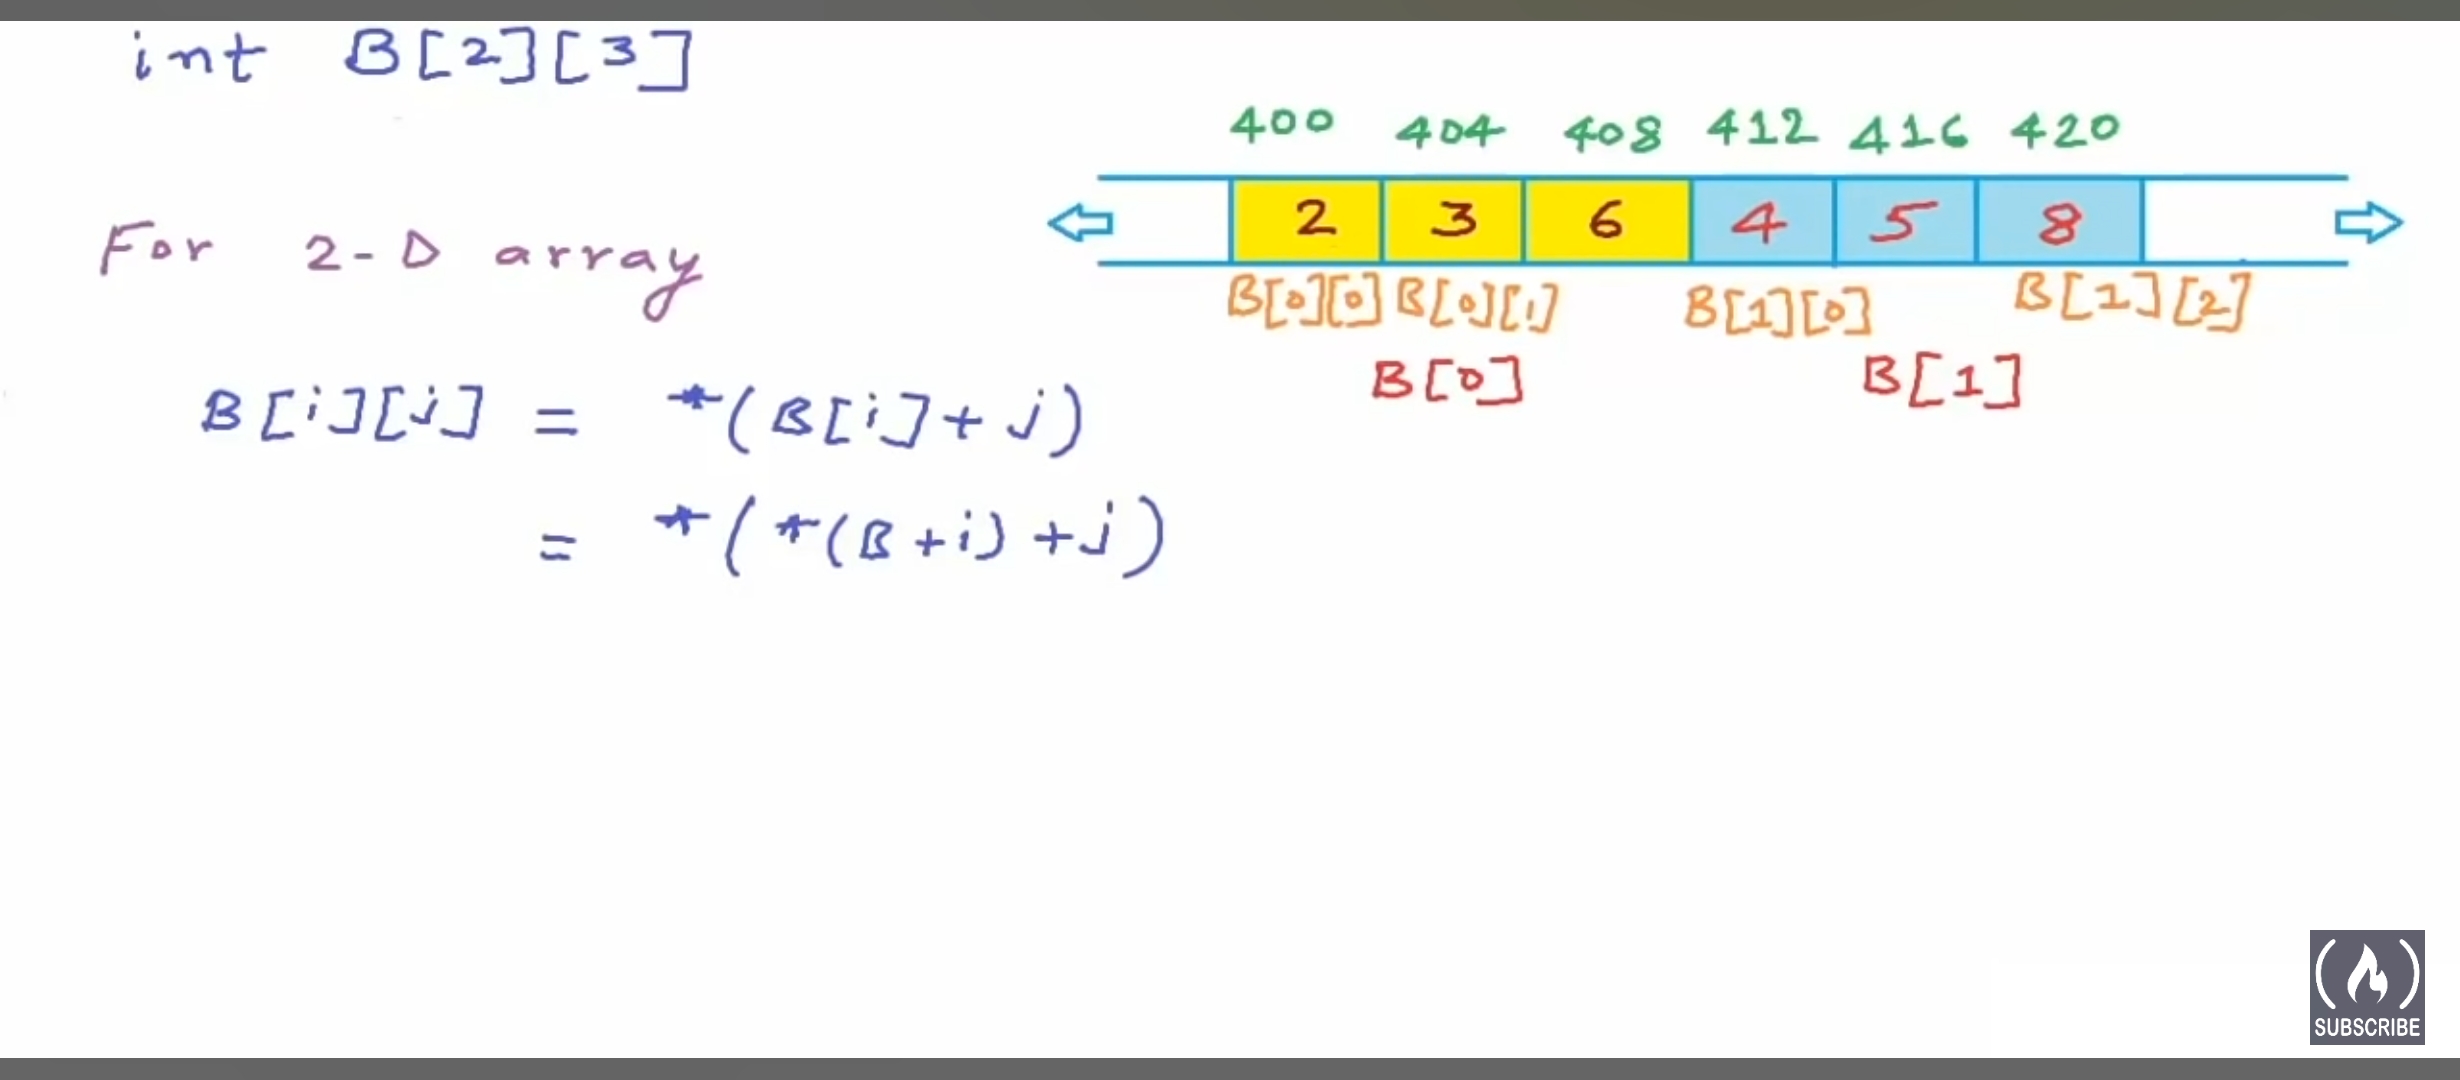 int B[2][3]
400 404 408 412 416 420
2 3 6 4 5 8
For 2-D array
B[0][0] B[0][1] B[1][0] B[1][2]
B[0] B[1]
B[i][j] = *(B[i]+j)
= *(*(B+i)+j)
SUBSCRIBE